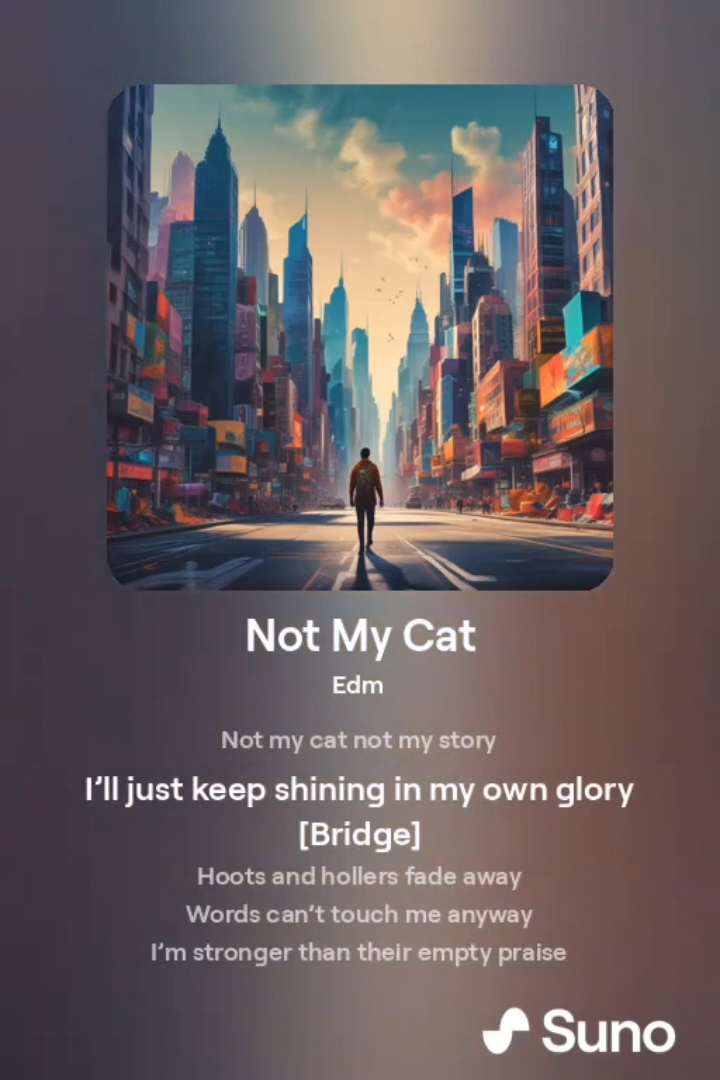 Not My Cat
Edm
Not my cat not my story
I'll just keep shining in my own glory
[Bridge]
Hoots and hollers fade away
Words can't touch me anyway
I'm stronger than their empty praise
Suno